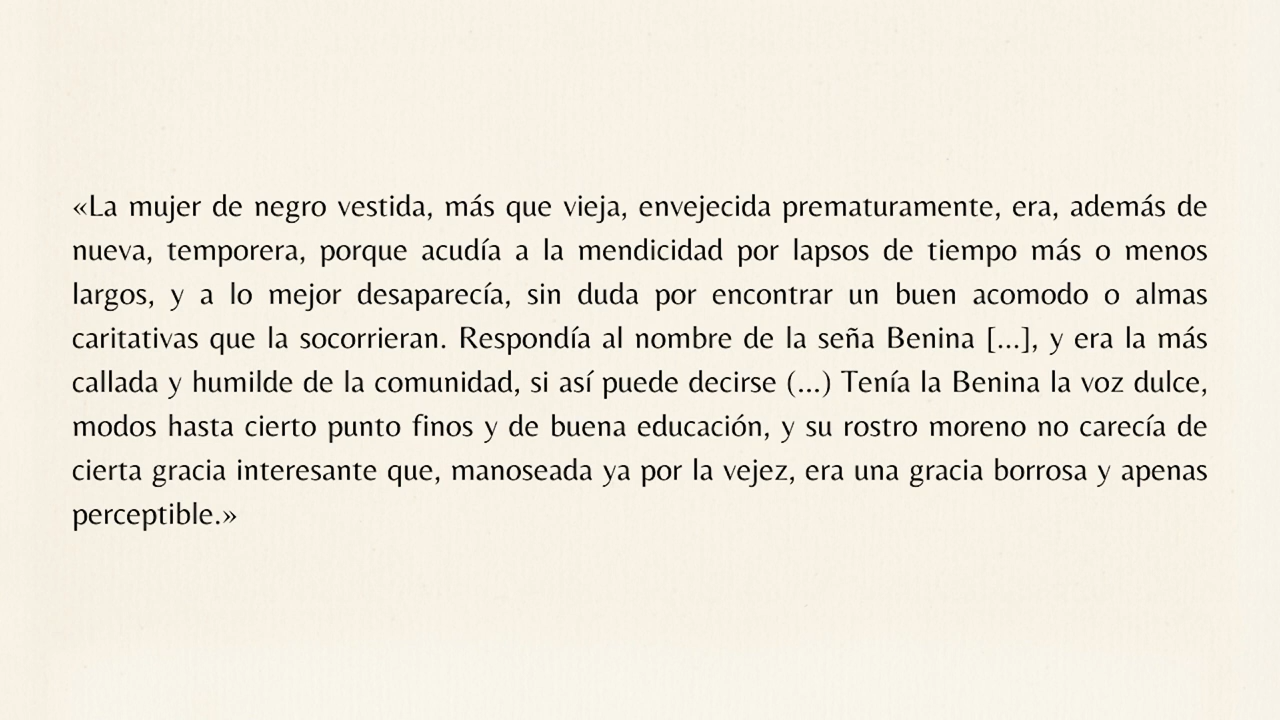 «La mujer de negro vestida, más que vieja, envejecida prematuramente, era, además de
nueva, temporera, porque acudía a la mendicidad por lapsos de tiempo más o menos
largos, y a lo mejor desaparecía, sin duda por encontrar un buen acomodo o almas
caritativas que la socorrieran. Respondía al nombre de la seña Benina [...], y era la más
callada y humilde de la comunidad, si así puede decirse (...) Tenía la Benina la voz dulce,
modos hasta cierto punto finos y de buena educación, y su rostro moreno no carecía de
cierta gracia interesante que, manoseada ya por la vejez, era una gracia borrosa y apenas
perceptible.»